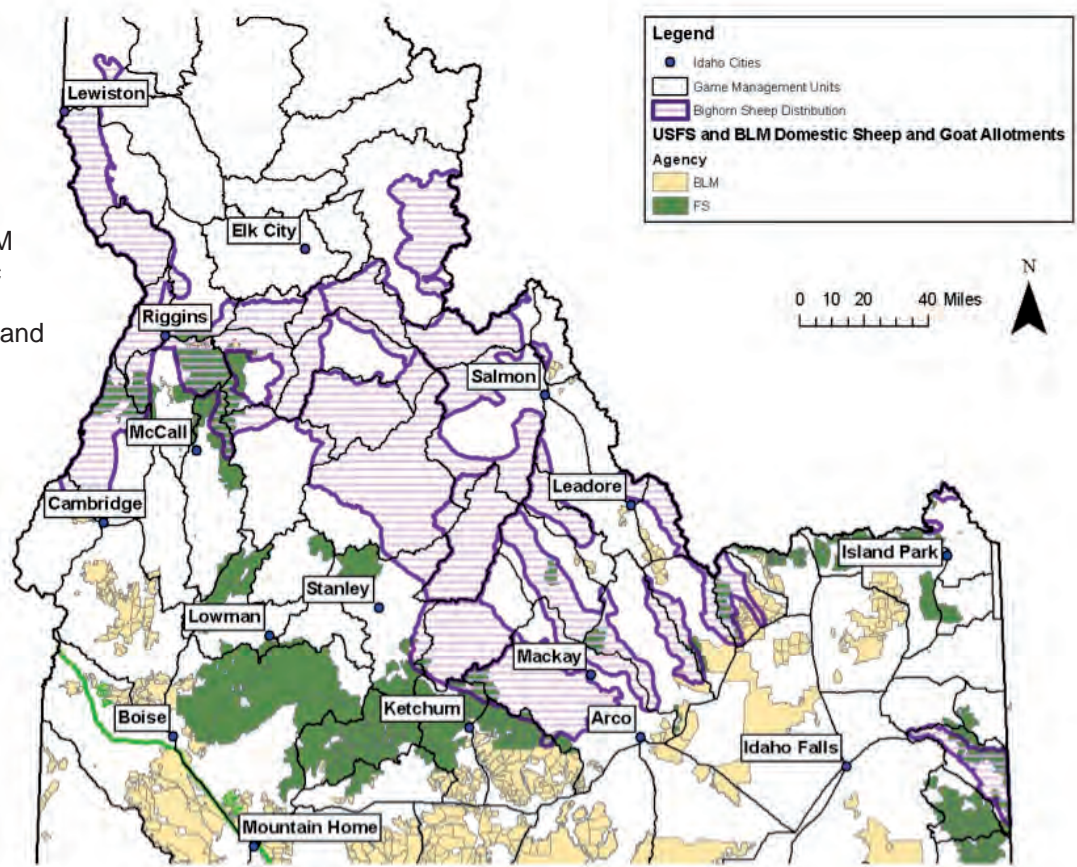 Legend
Idaho Cities
Game Management Units
Bighorn Sheep Distribution
USFS and BLM Domestic Sheep and Goat Allotments
Agency
BLM
FS
N
0 10 20 40 Miles
Lewiston
Elk City
M
and
Riggins
Salmon
McCall
Leadore
Cambridge
Island Park
Stanley
Lowman
Mackay
Ketchum
Boise
Arco
Idaho Falls
Mountain Home